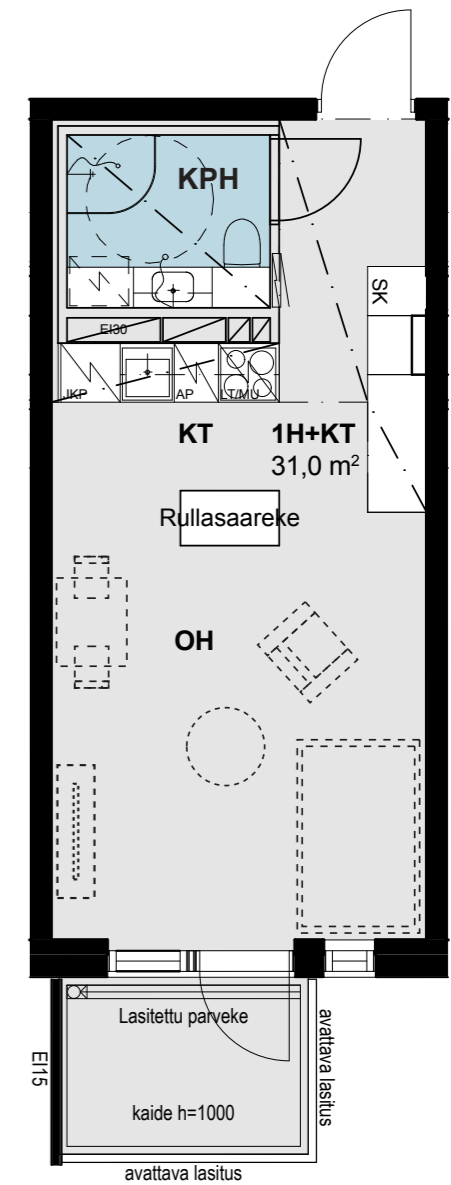 KPH
SK
EI30
JKP
AP
LT/MU
KT
1H+KT
31,0 m²
Rullasaareke
OH
Lasitettu parveke
kaide h=1000
EI15
avattava lasitus
avattava lasitus